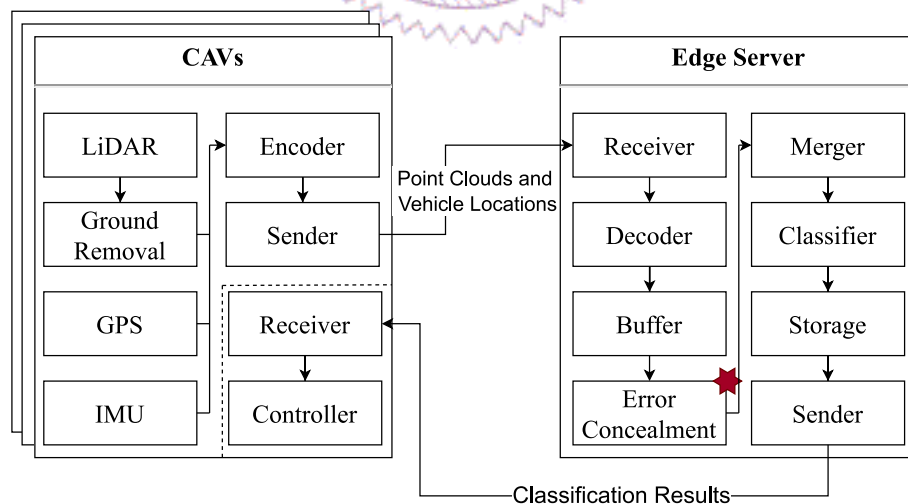 CAVs
LiDAR
Ground
Removal
GPS
IMU
Encoder
Sender
Receiver
Controller
Point Clouds and
Vehicle Locations
Edge Server
Receiver
Decoder
Buffer
Error
Concealment
Merger
Classifier
Storage
Sender
Classification Results